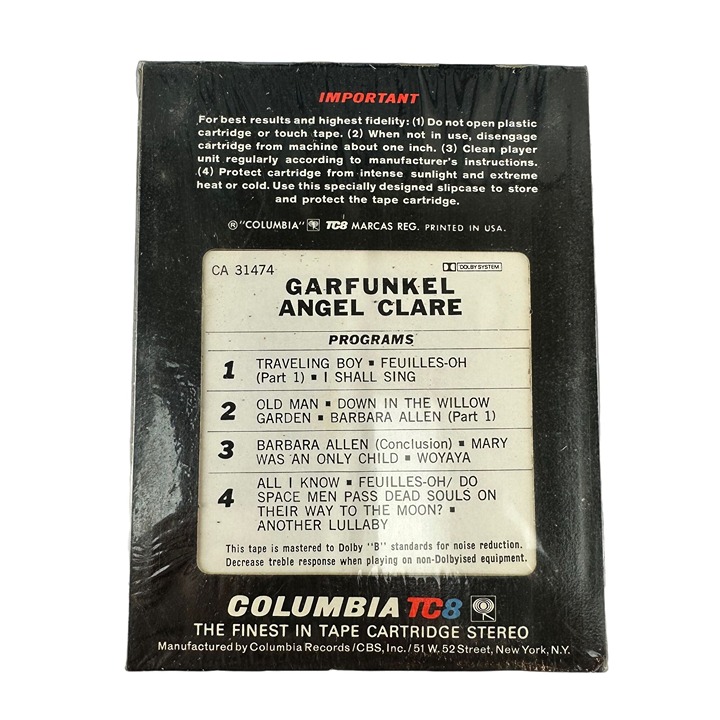 IMPORTANT
For best results and highest fidelity: (1) Do not open plastic
cartridge or touch tape. (2) When not in use, disengage
cartridge from machine about one inch. (3) Clean player
unit regularly according to manufacturer's instructions.
(4) Protect cartridge from intense sunlight and extreme
heat or cold. Use this specially designed slipcase to store
and protect the tape cartridge.
® "COLUMBIA" TC8 MARCAS REG. PRINTED IN USA.
CA 31474 DOLBY SYSTEM
GARFUNKEL
ANGEL CLARE
PROGRAMS
1 TRAVELING BOY ■ FEUILLES-OH
(Part 1) ■ I SHALL SING
2 OLD MAN ■ DOWN IN THE WILLOW
GARDEN ■ BARBARA ALLEN (Part 1)
3 BARBARA ALLEN (Conclusion) ■ MARY
WAS AN ONLY CHILD ■ WOYAYA
4 ALL I KNOW ■ FEUILLES-OH/ DO
SPACE MEN PASS DEAD SOULS ON
THEIR WAY TO THE MOON? ■
ANOTHER LULLABY
This tape is mastered to Dolby "B" standards for noise reduction.
Decrease treble response when playing on non-Dolbyised equipment.
COLUMBIA TC8
THE FINEST IN TAPE CARTRIDGE STEREO
Manufactured by Columbia Records/CBS, Inc./51 W. 52 Street, New York, N.Y.